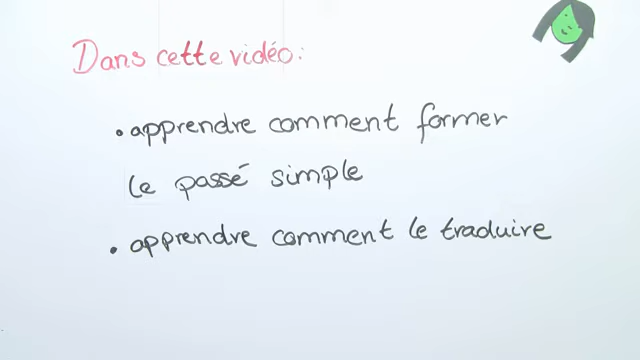 Dans cette vidéo:
• apprendre comment former
le passé simple
• apprendre comment le traduire